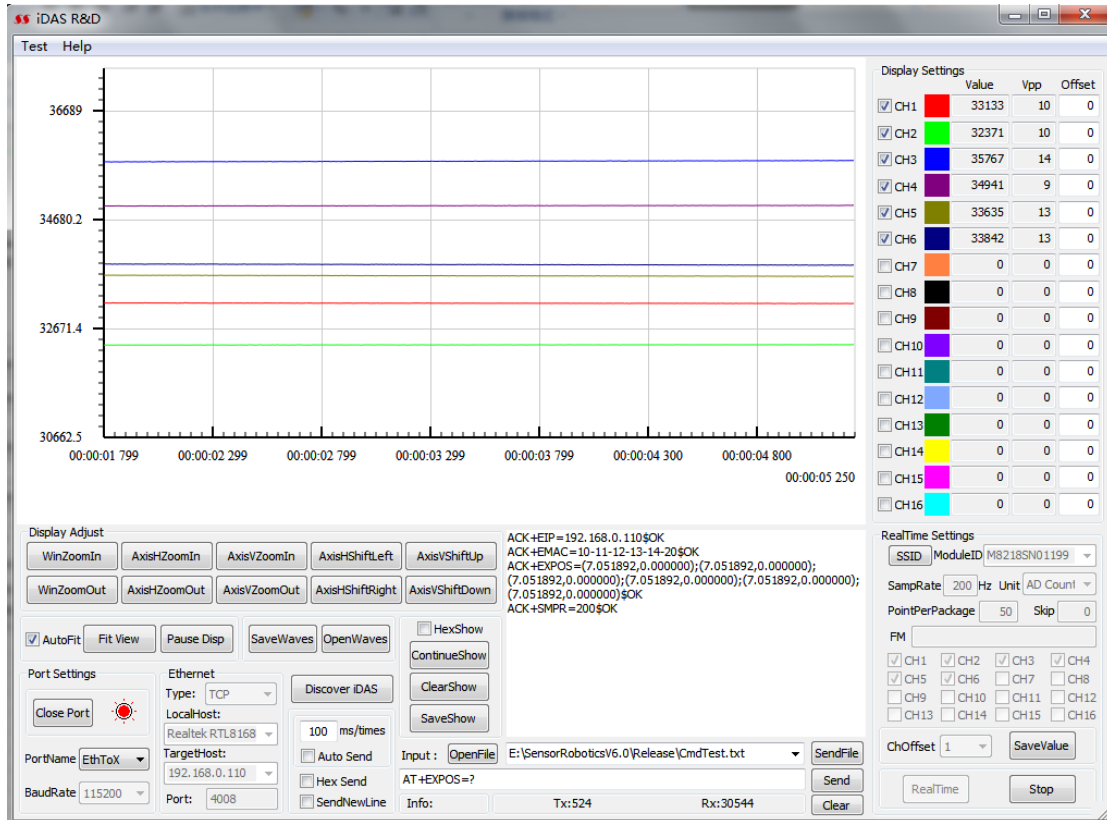 iDAS R&D
Test Help
36689
34680.2
32671.4
30662.5
00:00:01 799 00:00:02 299 00:00:02 799 00:00:03 299 00:00:03 799 00:00:04 300 00:00:04 800
00:00:05 250
Display Settings
Value Vpp Offset
CH1 33133 10 0
CH2 32371 10 0
CH3 35767 14 0
CH4 34941 9 0
CH5 33635 13 0
CH6 33842 13 0
CH7 0 0 0
CH8 0 0 0
CH9 0 0 0
CH10 0 0 0
CH11 0 0 0
CH12 0 0 0
CH13 0 0 0
CH14 0 0 0
CH15 0 0 0
CH16 0 0 0
Display Adjust
WinZoomIn AxisHZoomIn AxisVZoomIn AxisHShiftLeft AxisVShiftUp
WinZoomOut AxisHZoomOut AxisVZoomOut AxisHShiftRight AxisVShiftDown
AutoFit Fit View Pause Disp SaveWaves OpenWaves
HexShow
ContinueShow
ClearShow
SaveShow
ACK+EIP=192.168.0.110$OK
ACK+EMAC=10-11-12-13-14-20$OK
ACK+EXPOS=(7.051892,0.000000);(7.051892,0.000000);
(7.051892,0.000000);(7.051892,0.000000);(7.051892,0.000000);
(7.051892,0.000000)$OK
ACK+SMPR=200$OK
Port Settings
Close Port
PortName EthToX
BaudRate 115200
Ethernet
Type: TCP
LocalHost:
Realtek RTL8168
TargetHost:
192.168.0.110
Port: 4008
Discover iDAS
100 ms/times
Auto Send
Hex Send
SendNewLine
Input : OpenFile E:\SensorRoboticsV6.0\Release\CmdTest.txt SendFile
AT+EXPOS=? Send
Info: Tx:524 Rx:30544 Clear
RealTime Settings
SSID ModuleID M8218SN01199
SampRate 200 Hz Unit AD Count
PointPerPackage 50 Skip 0
FM
CH1 CH2 CH3 CH4
CH5 CH6 CH7 CH8
CH9 CH10 CH11 CH12
CH13 CH14 CH15 CH16
ChOffset 1 SaveValue
RealTime Stop